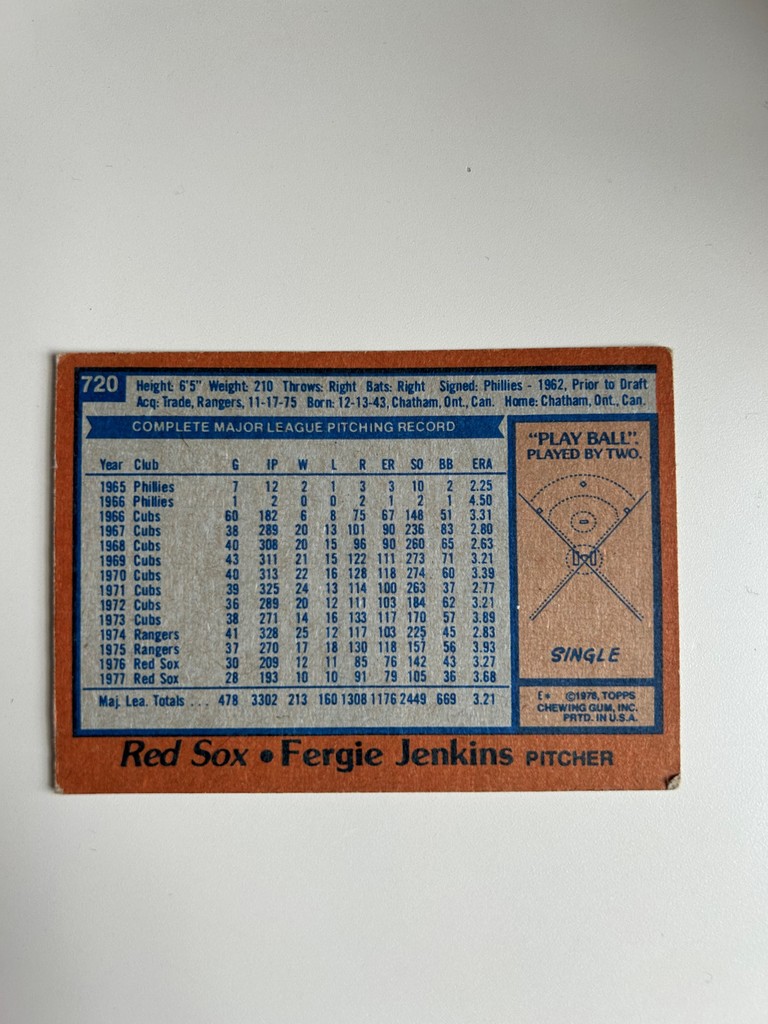 720
Height: 6'5" Weight: 210 Throws: Right Bats: Right Signed: Phillies - 1962, Prior to Draft
Acq: Trade, Rangers, 11-17-75 Born: 12-13-43, Chatham, Ont., Can. Home: Chatham, Ont., Can.
COMPLETE MAJOR LEAGUE PITCHING RECORD
Year Club G IP W L R ER SO BB ERA
1965 Phillies 7 12 2 1 3 3 10 2 2.25
1966 Phillies 1 2 0 0 2 1 2 1 4.50
1966 Cubs 60 182 6 8 75 67 148 51 3.31
1967 Cubs 38 289 20 13 101 90 236 83 2.80
1968 Cubs 40 308 20 15 96 90 260 65 2.63
1969 Cubs 43 311 21 15 122 111 273 71 3.21
1970 Cubs 40 313 22 16 128 118 274 60 3.39
1971 Cubs 39 325 24 13 114 100 263 37 2.77
1972 Cubs 36 289 20 12 111 103 184 62 3.21
1973 Cubs 38 271 14 16 133 117 170 57 3.89
1974 Rangers 41 328 25 12 117 103 225 45 2.83
1975 Rangers 37 270 17 18 130 118 157 56 3.93
1976 Red Sox 30 209 12 11 85 76 142 43 3.27
1977 Red Sox 28 193 10 10 91 79 105 36 3.68
Maj. Lea. Totals ... 478 3302 213 160 1308 1176 2449 669 3.21
"PLAY BALL".
PLAYED BY TWO.
SINGLE
E* ©1978, TOPPS
CHEWING GUM, INC.
PRTD. IN U.S.A.
Red Sox • Fergie Jenkins PITCHER